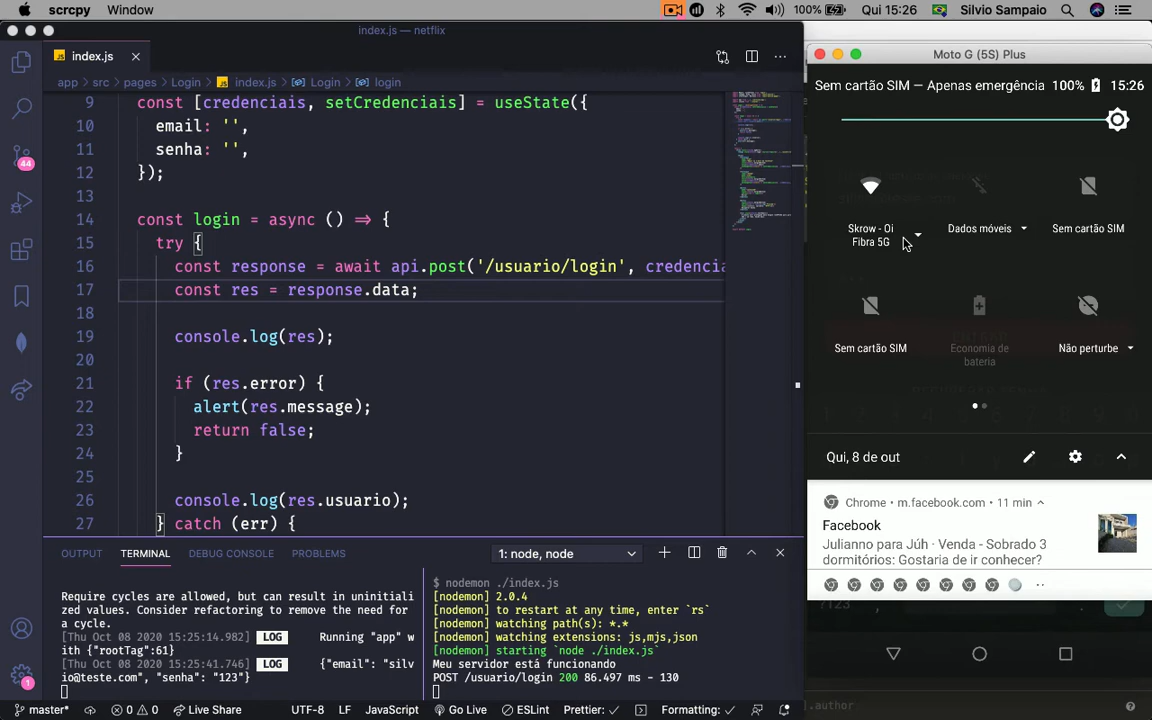 scrcpy Window 100% Qui 15:26 Silvio Sampaio
index.js — netflix
index.js
app › src › pages › Login › index.js › Login › login
9 const [credenciais, setCredenciais] = useState({
10 email: '',
11 senha: '',
12 });
13
14 const login = async () => {
15 try {
16 const response = await api.post('/usuario/login', credencia
17 const res = response.data;
18
19 console.log(res);
20
21 if (res.error) {
22 alert(res.message);
23 return false;
24 }
25
26 console.log(res.usuario);
27 } catch (err) {
44
1
OUTPUT TERMINAL DEBUG CONSOLE PROBLEMS 1: node, node
Require cycles are allowed, but can result in uninitiali
zed values. Consider refactoring to remove the need for
a cycle.
[Thu Oct 08 2020 15:25:14.982] LOG Running "app" w
ith {"rootTag":61}
[Thu Oct 08 2020 15:25:41.746] LOG {"email": "silv
io@teste.com", "senha": "123"}
$ nodemon ./index.js
[nodemon] 2.0.4
[nodemon] to restart at any time, enter `rs`
[nodemon] watching path(s): *.*
[nodemon] watching extensions: js,mjs,json
[nodemon] starting `node ./index.js`
Meu servidor está funcionando
POST /usuario/login 200 86.497 ms - 130
master* 0 0 Live Share UTF-8 LF JavaScript Go Live ESLint Prettier: ✓ Formatting: ✓
Moto G (5S) Plus
Sem cartão SIM — Apenas emergência 100% 15:26
Skrow - Oi
Fibra 5G
Dados móveis
Sem cartão SIM
Sem cartão SIM
Economia de
bateria
Não perturbe
Qui, 8 de out
Chrome • m.facebook.com • 11 min
Facebook
Julianno para Júh · Venda - Sobrado 3
dormitórios: Gostaria de ir conhecer?
?123 ,
).author